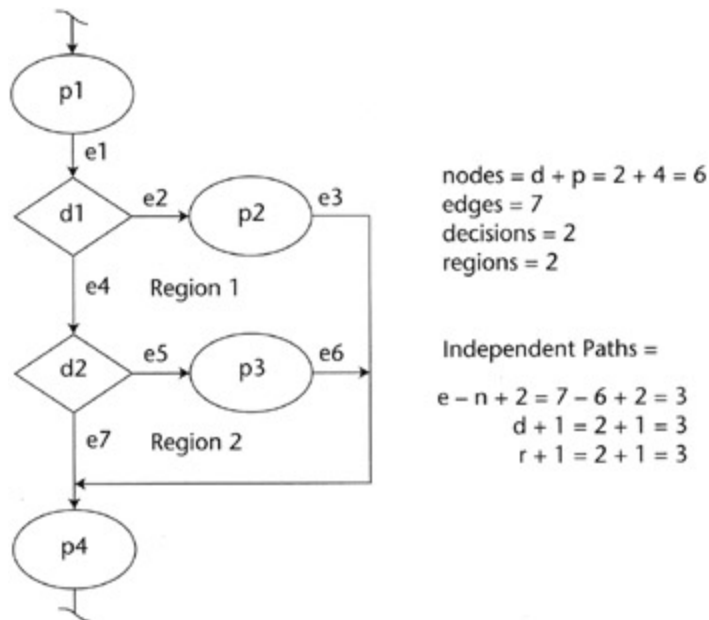 p1
e1
d1
e2
p2
e3
e4
Region 1
d2
e5
p3
e6
e7
Region 2
p4
nodes = d + p = 2 + 4 = 6
edges = 7
decisions = 2
regions = 2
Independent Paths =
e – n + 2 = 7 – 6 + 2 = 3
d + 1 = 2 + 1 = 3
r + 1 = 2 + 1 = 3